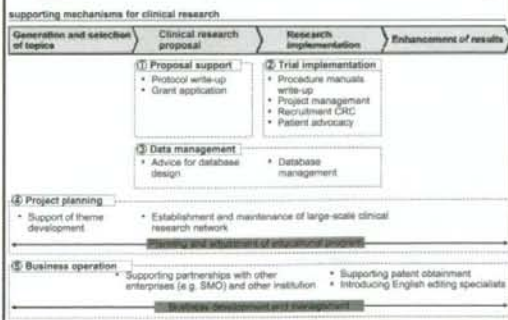 supporting mechanisms for clinical research
Generation and selection
of topics
Clinical research
proposal
Research
implementation
Enhancement of results
① Proposal support
• Protocol write-up
• Grant application
② Trial implementation
• Procedure manuals
write-up
• Project management
• Recruitment CRC
• Patient advocacy
③ Data management
• Advice for database
design
• Database
management
④ Project planning
• Support of theme
development
• Establishment and maintenance of large-scale clinical
research network
Planning and adjustment of educational program
⑤ Business operation
• Supporting partnerships with other
enterprises (e.g. SMO) and other institution
• Supporting patent obtainment
• Introducing English editing specialists
Business development and management